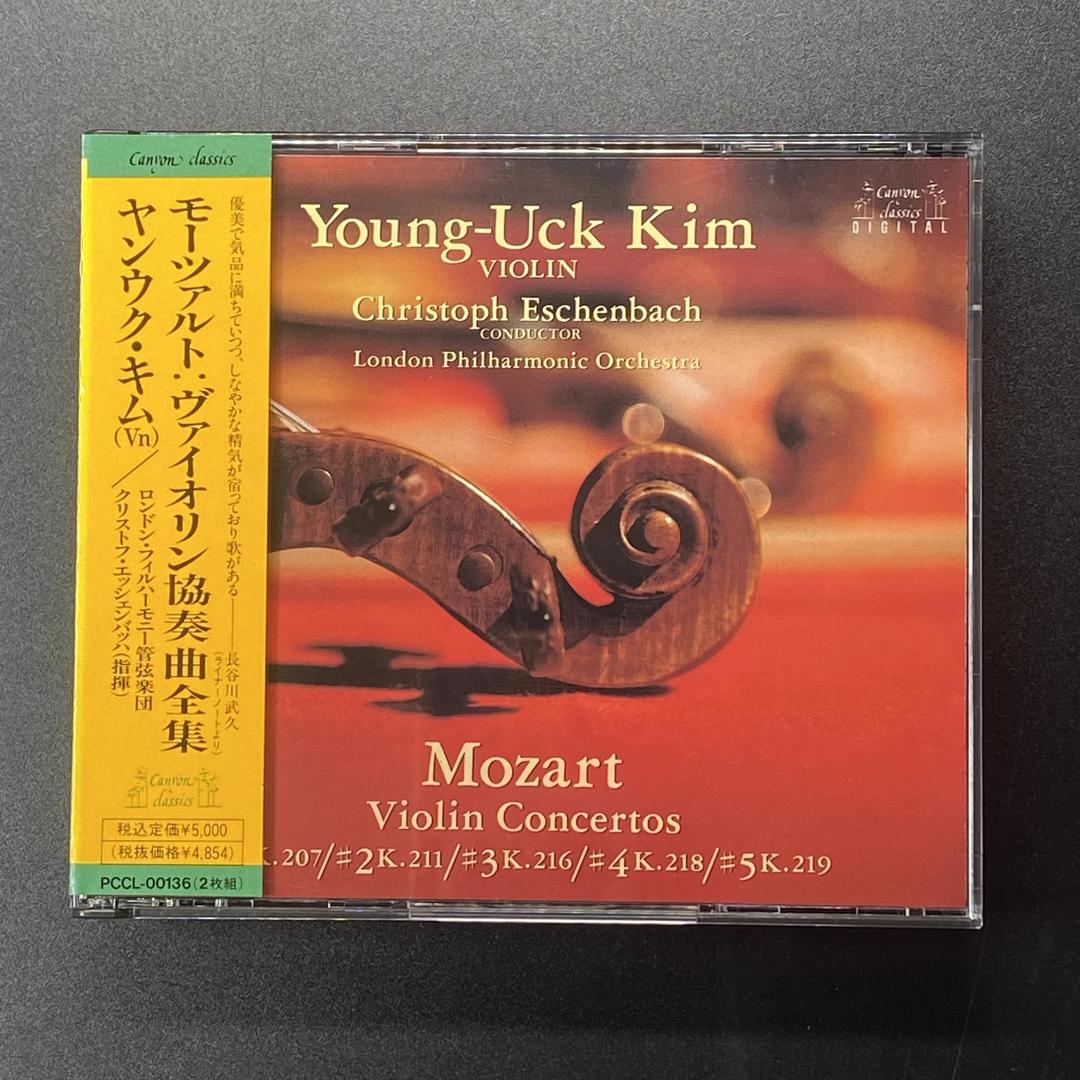 Canyon classics
優美で気品に満ちていつつ、しなやかな精気が宿っており歌がある——長谷川武久
(ライナーノートより)
モーツァルト:ヴァイオリン協奏曲全集
ヤンウク・キム(Vn)/
ロンドン・フィルハーモニー管弦楽団
クリストフ・エッシェンバッハ(指揮)
Canyon
classics
税込定価¥5,000
(税抜価格¥4,854)
PCCL-00136(2枚組)
Young-Uck Kim
VIOLIN
Christoph Eschenbach
CONDUCTOR
London Philharmonic Orchestra
Canyon
classics
DIGITAL
Mozart
Violin Concertos
K.207/♯2K.211/♯3K.216/♯4K.218/♯5K.219